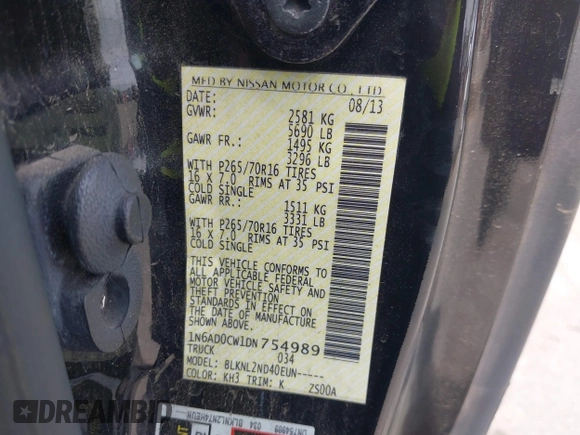 MFD BY NISSAN MOTOR CO., LTD.
DATE: 08/13
GVWR: 2581 KG
5690 LB
GAWR FR.: 1495 KG
3296 LB
WITH P265/70R16 TIRES
16 X 7.0 RIMS AT 35 PSI
COLD SINGLE
GAWR RR.: 1511 KG
3331 LB
WITH P265/70R16 TIRES
16 X 7.0 RIMS AT 35 PSI
COLD SINGLE
THIS VEHICLE CONFORMS TO
ALL APPLICABLE FEDERAL
MOTOR VEHICLE SAFETY AND
THEFT PREVENTION
STANDARDS IN EFFECT ON
THE DATE OF MANUFACTURE
SHOWN ABOVE.
1N6AD0CW1DN754989
TRUCK 034
MODEL: BLKNL2ND40EUN-----
COLOR: KH3 TRIM: K ZS00A
DN754989 034 BLKNL2N74HEUN
DREAMBID